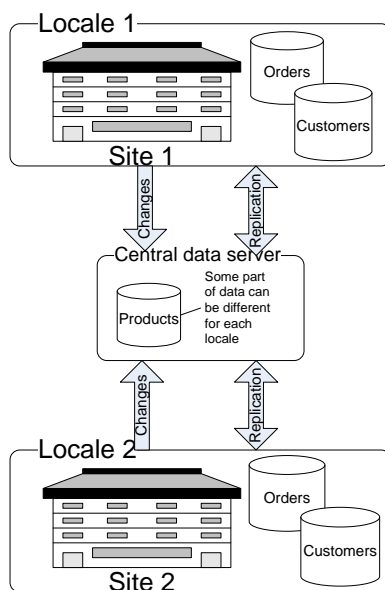 Locale 1
Orders
Customers
Site 1
Changes
Replication
Central data server
Products
Some part
of data can
be different
for each
locale
Changes
Replication
Locale 2
Orders
Customers
Site 2